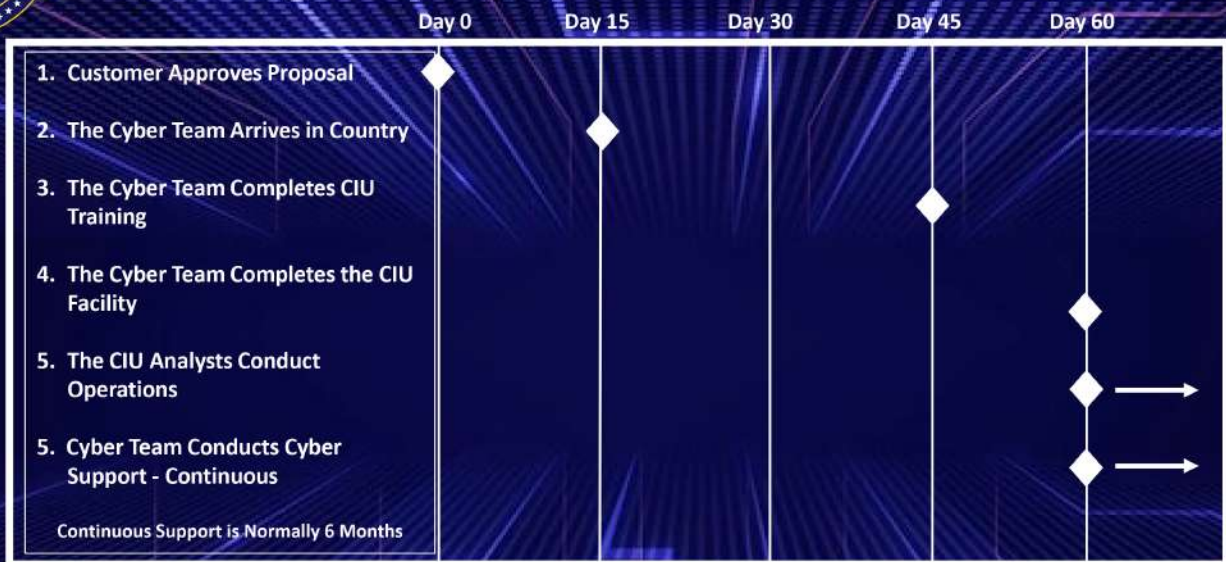 Day 0 Day 15 Day 30 Day 45 Day 60
1. Customer Approves Proposal
2. The Cyber Team Arrives in Country
3. The Cyber Team Completes CIU
Training
4. The Cyber Team Completes the CIU
Facility
5. The CIU Analysts Conduct
Operations
5. Cyber Team Conducts Cyber
Support - Continuous
Continuous Support is Normally 6 Months